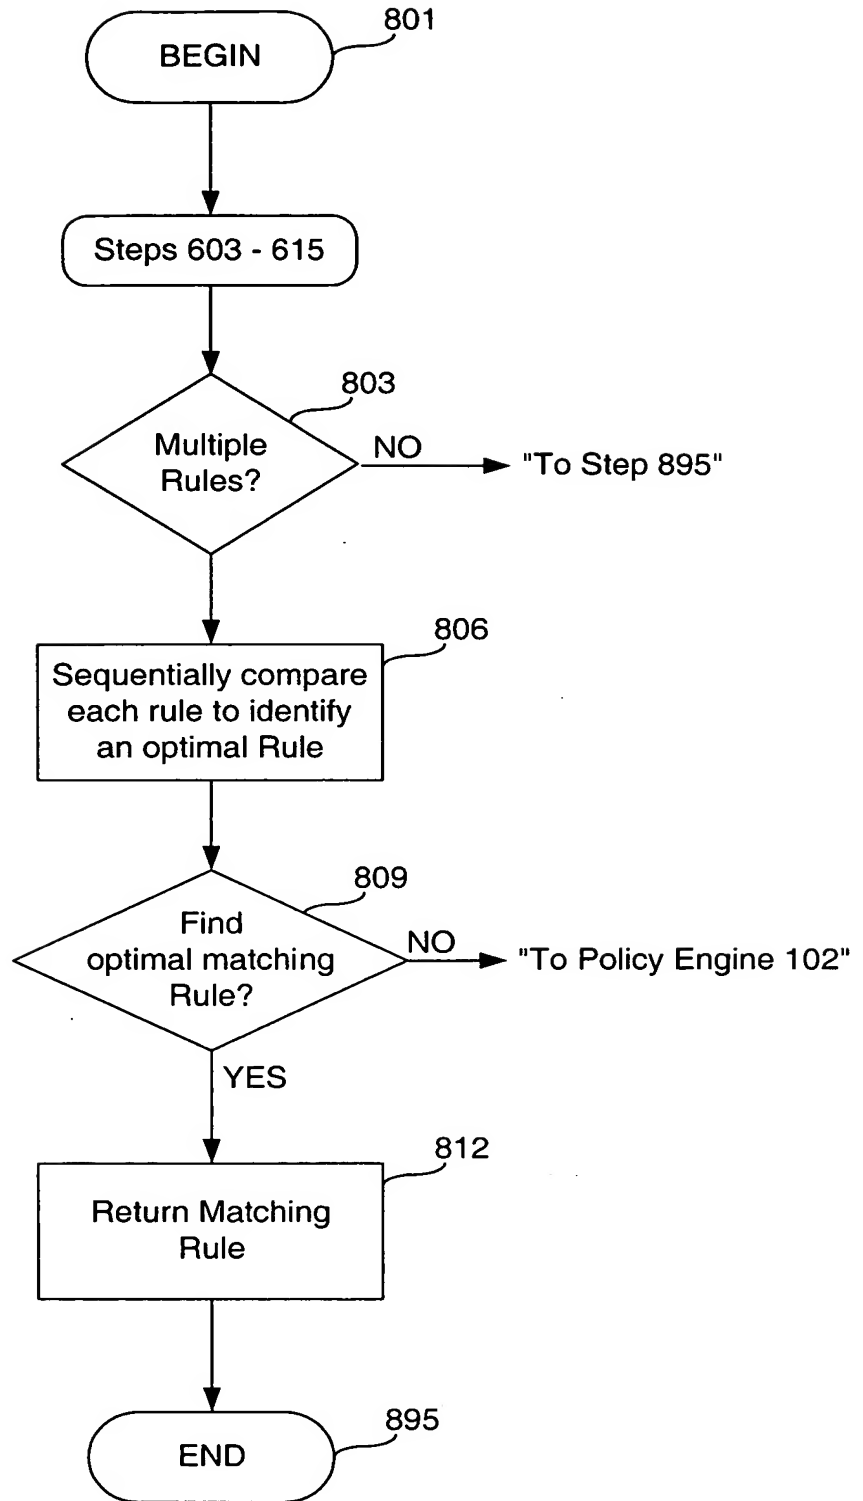 801
BEGIN
Steps 603 - 615
803
Multiple
Rules?
NO
"To Step 895"
806
Sequentially compare
each rule to identify
an optimal Rule
809
Find
optimal matching
Rule?
NO
"To Policy Engine 102"
YES
812
Return Matching
Rule
895
END